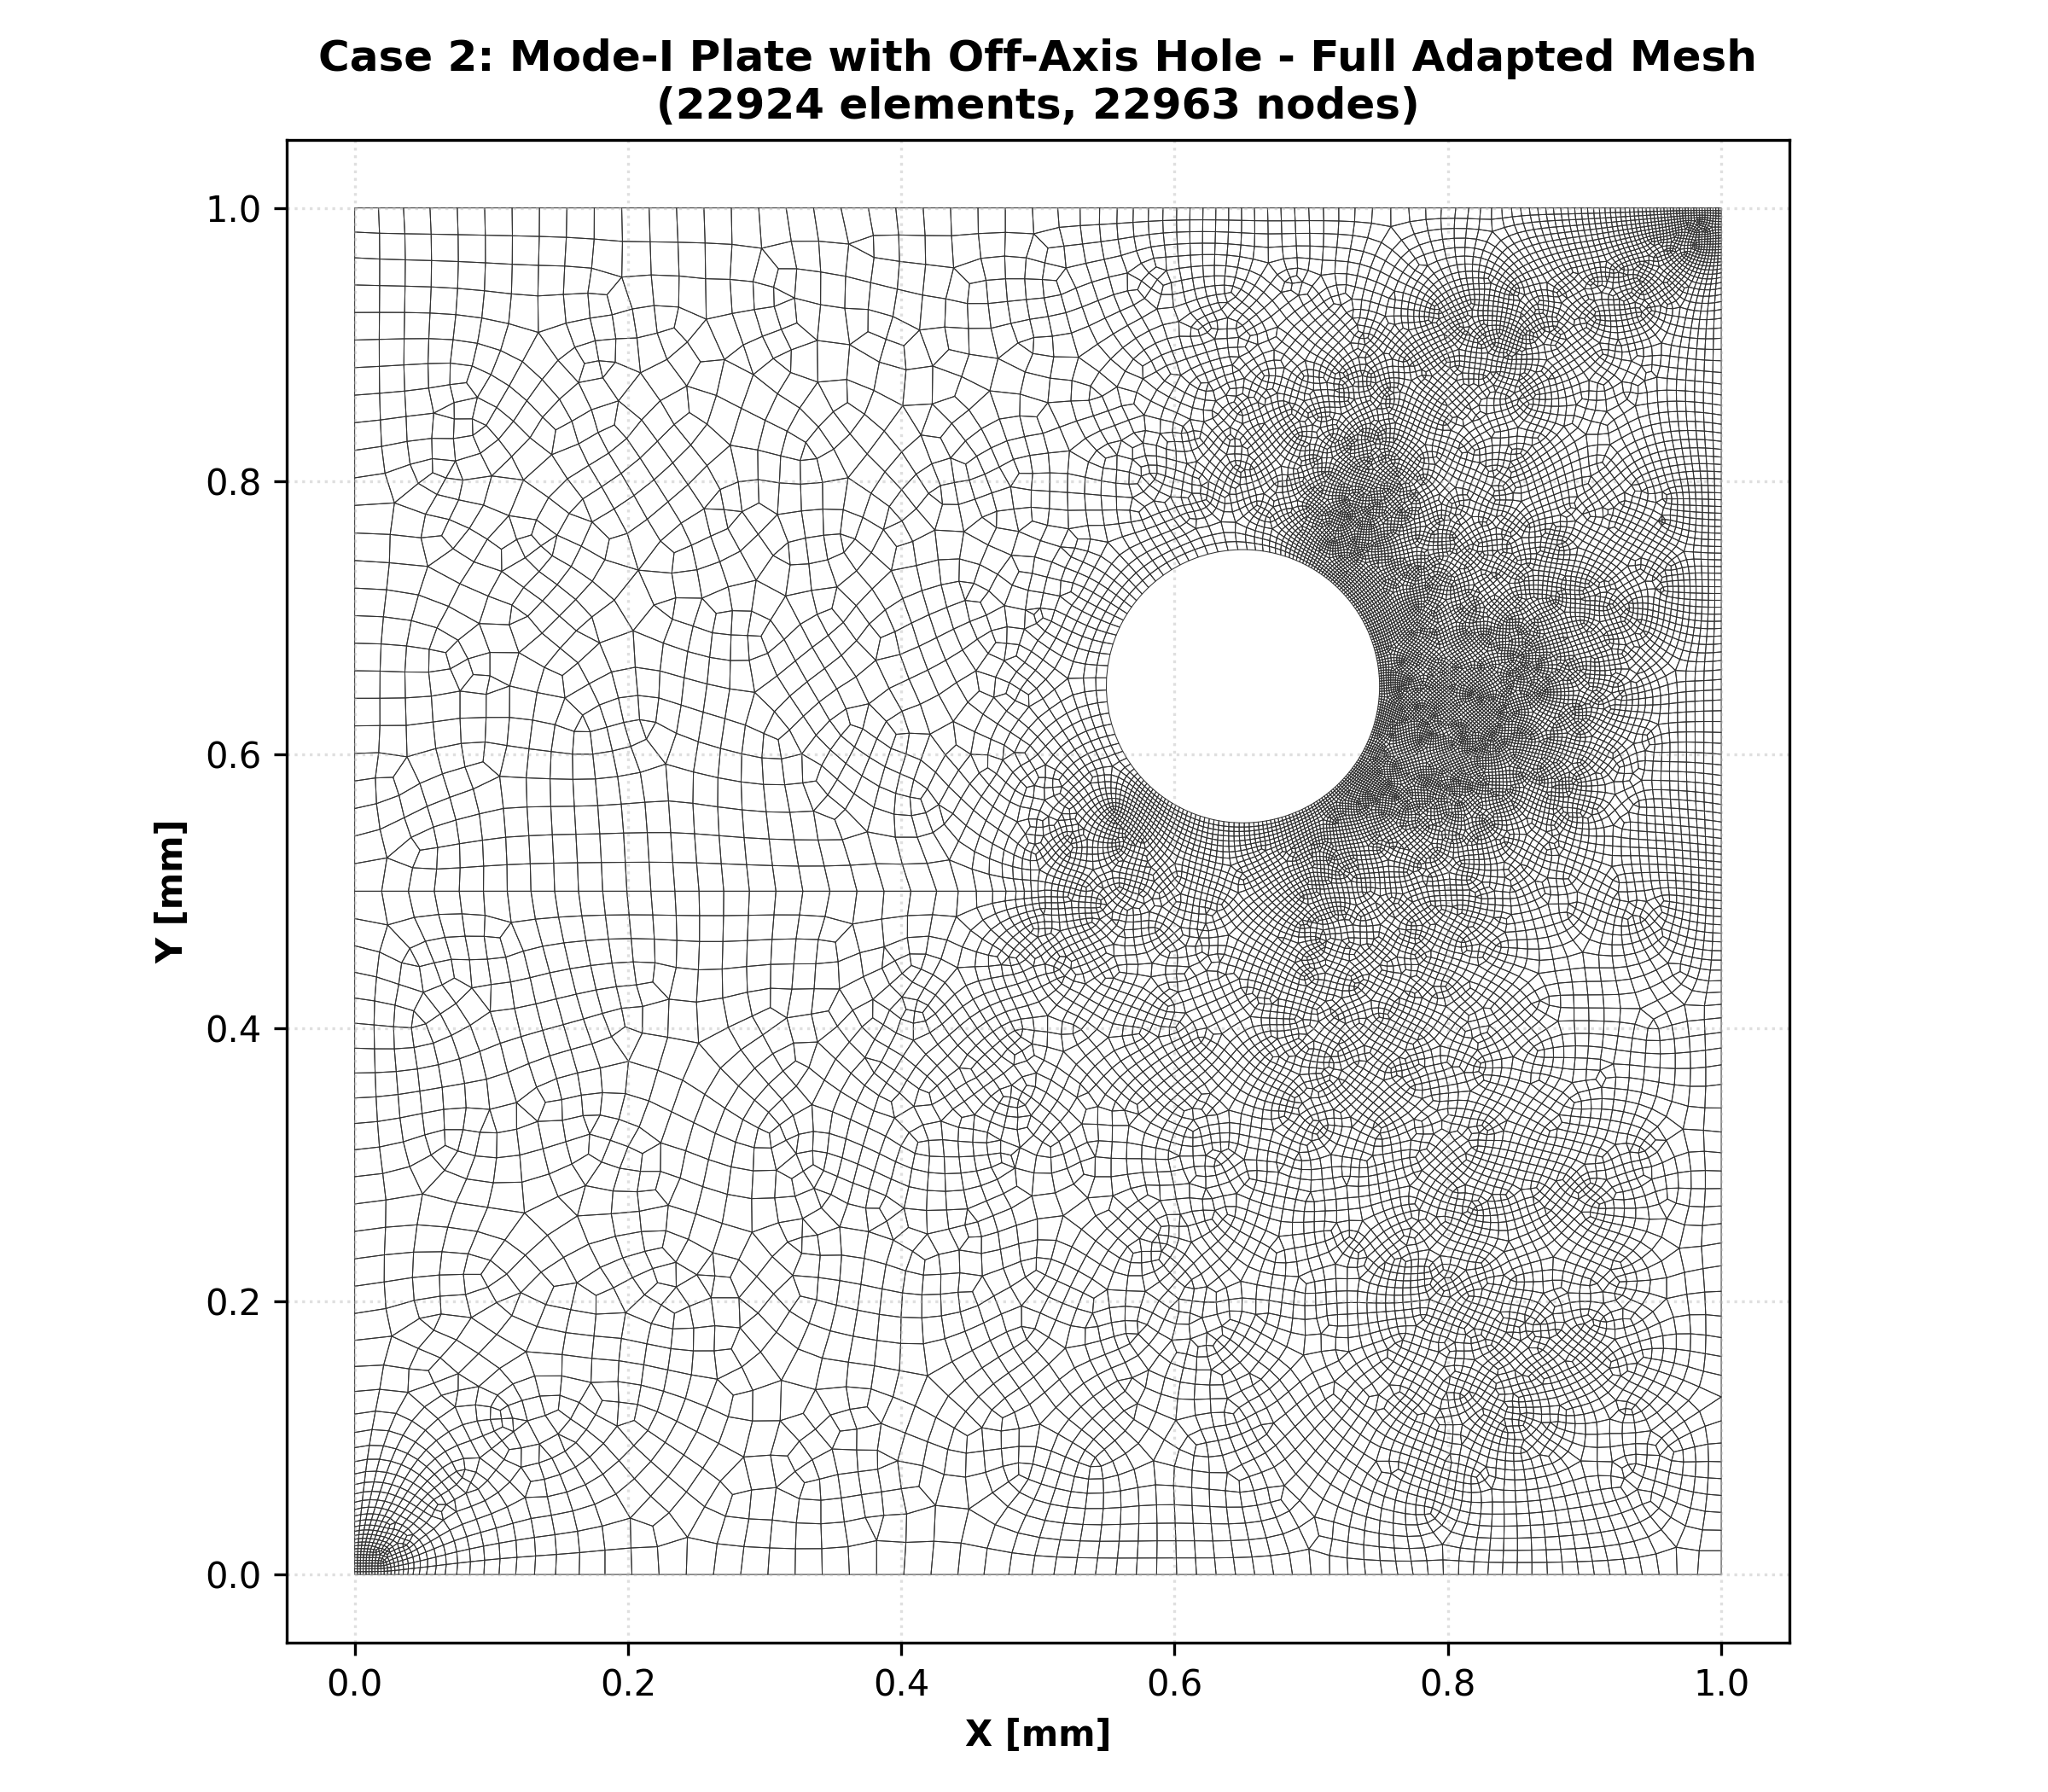 Case 2: Mode-I Plate with Off-Axis Hole - Full Adapted Mesh
(22924 elements, 22963 nodes)
1.0
0.8
0.6
0.4
0.2
0.0
Y [mm]
0.0 0.2 0.4 0.6 0.8 1.0
X [mm]